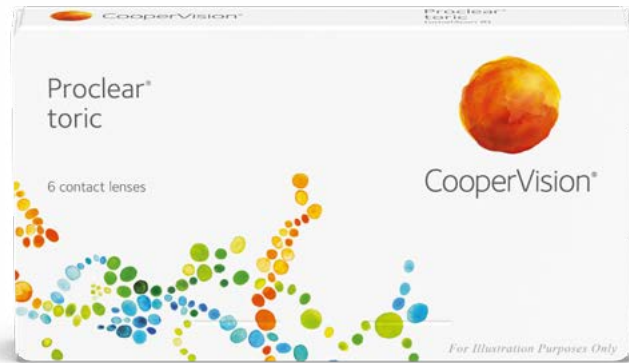 CooperVision®
Proclear®
toric
Proclear®
toric
6 contact lenses
CooperVision®
For Illustration Purposes Only